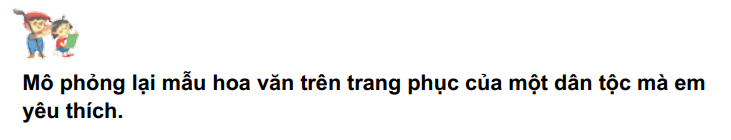 Mô phỏng lại mẫu hoa văn trên trang phục của một dân tộc mà em
yêu thích.